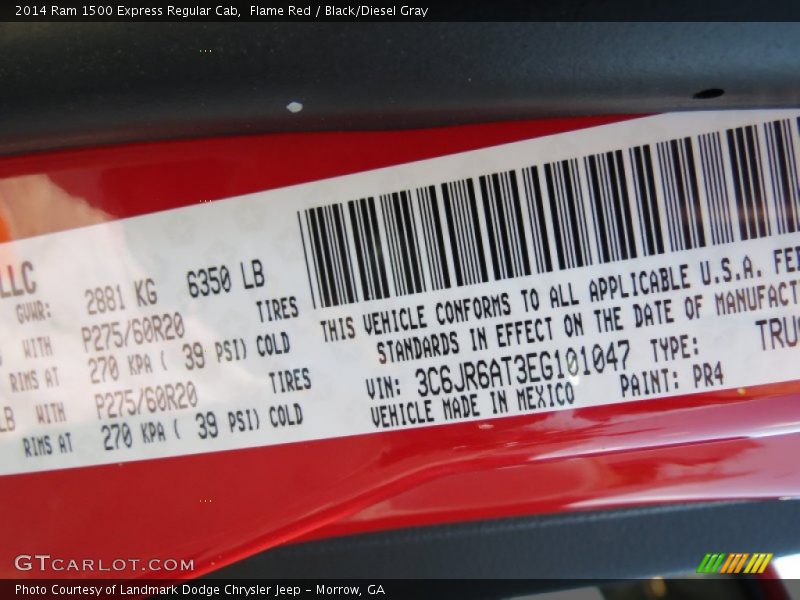 2014 Ram 1500 Express Regular Cab,  Flame Red / Black/Diesel Gray
LLC
GVWR: 2881 KG 6350 LB
WITH P275/60R20 TIRES
RIMS AT 270 KPA ( 39 PSI) COLD
LB WITH P275/60R20 TIRES
RIMS AT 270 KPA ( 39 PSI) COLD
THIS VEHICLE CONFORMS TO ALL APPLICABLE U.S.A. FE
STANDARDS IN EFFECT ON THE DATE OF MANUFACT
VIN: 3C6JR6AT3EG101047 TYPE: TRU
VEHICLE MADE IN MEXICO PAINT: PR4
GTCARLOT.COM
Photo Courtesy of Landmark Dodge Chrysler Jeep - Morrow, GA